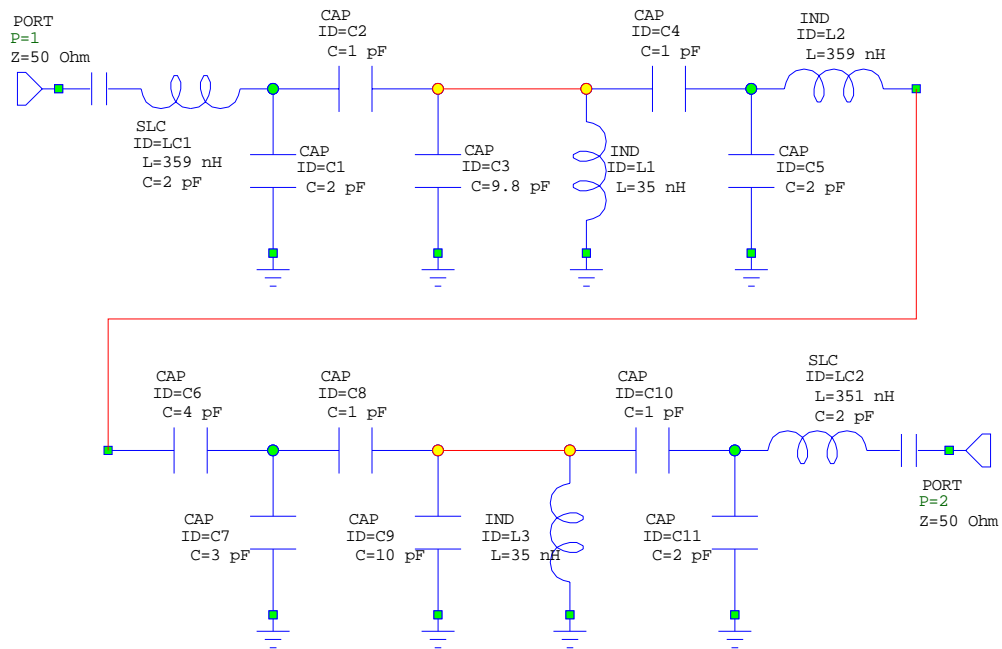 PORT
P=1
Z=50 Ohm
CAP
ID=C2
C=1 pF
CAP
ID=C4
C=1 pF
IND
ID=L2
L=359 nH
SLC
ID=LC1
L=359 nH
C=2 pF
CAP
ID=C1
C=2 pF
CAP
ID=C3
C=9.8 pF
IND
ID=L1
L=35 nH
CAP
ID=C5
C=2 pF
CAP
ID=C6
C=4 pF
CAP
ID=C8
C=1 pF
CAP
ID=C10
C=1 pF
SLC
ID=LC2
L=351 nH
C=2 pF
PORT
P=2
Z=50 Ohm
CAP
ID=C7
C=3 pF
CAP
ID=C9
C=10 pF
IND
ID=L3
L=35 nH
CAP
ID=C11
C=2 pF